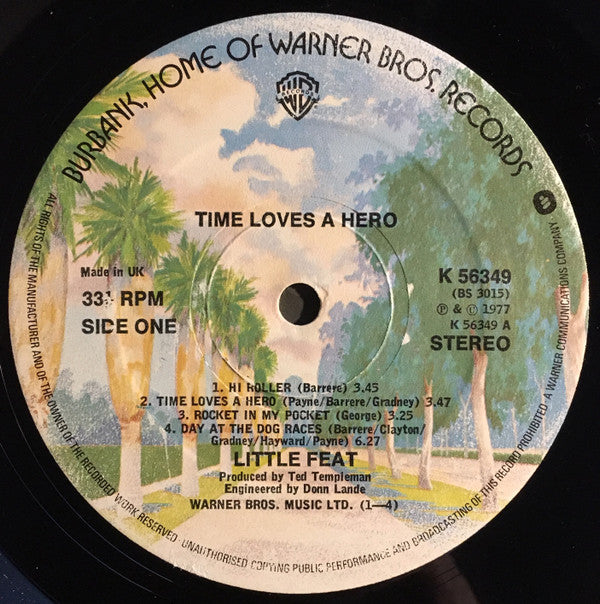 BURBANK, HOME OF WARNER BROS. RECORDS
TIME LOVES A HERO
Made in UK
33⅓ RPM
SIDE ONE
K 56349
(BS 3015)
Ⓟ & © 1977
K 56349 A
STEREO
1. HI ROLLER (Barrere) 3.45
2. TIME LOVES A HERO (Payne/Barrere/Gradney) 3.47
3. ROCKET IN MY POCKET (George) 3.25
4. DAY AT THE DOG RACES (Barrere/Clayton/
Gradney/Hayward/Payne) 6.27
LITTLE FEAT
Produced by Ted Templeman
Engineered by Donn Lande
WARNER BROS. MUSIC LTD. (1—4)
ALL RIGHTS OF THE MANUFACTURER AND OF THE OWNER OF THE RECORDED WORK RESERVED · UNAUTHORISED COPYING PUBLIC PERFORMANCE AND BROADCASTING OF THIS RECORD PROHIBITED. A WARNER COMMUNICATIONS COMPANY